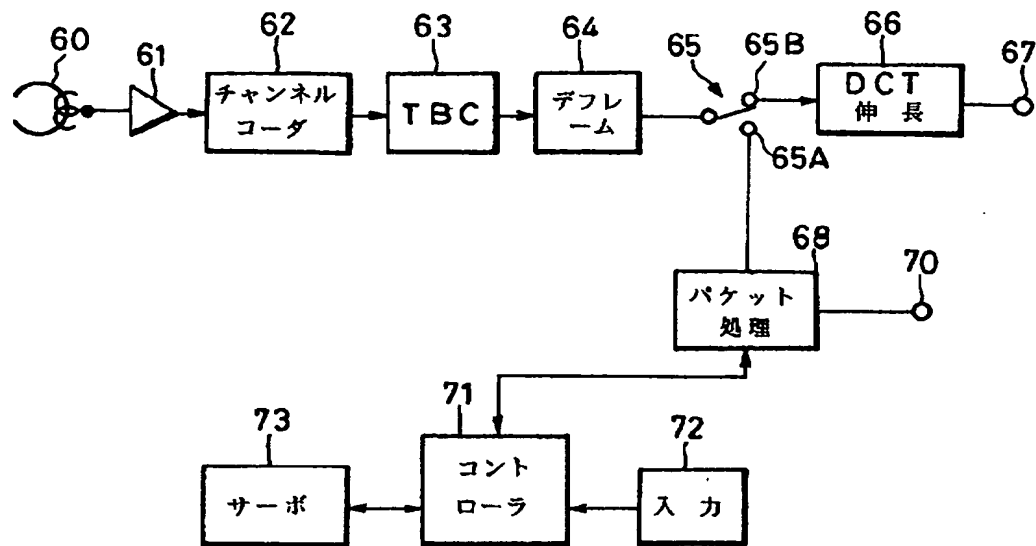 60
61
62
63
64
65
65B
66
67
チャンネル
コーダ
TBC
デフレ
ーム
DCT
伸長
65A
68
70
パケット
処理
71
72
73
コント
ローラ
サーボ
入力